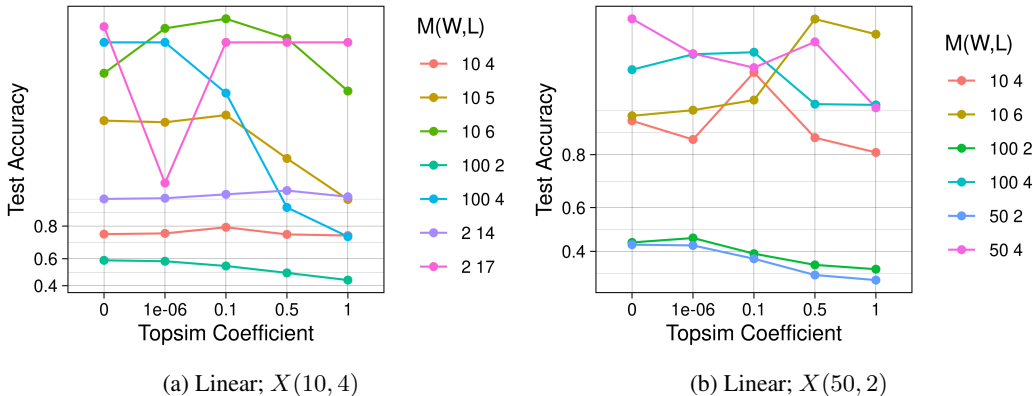 M(W,L)
10 4
10 5
10 6
100 2
100 4
2 14
2 17
Test Accuracy
0.8
0.6
0.4
0 1e-06 0.1 0.5 1
Topsim Coefficient
(a) Linear; X(10, 4)
M(W,L)
10 4
10 6
100 2
100 4
50 2
50 4
Test Accuracy
0.8
0.6
0.4
0 1e-06 0.1 0.5 1
Topsim Coefficient
(b) Linear; X(50, 2)